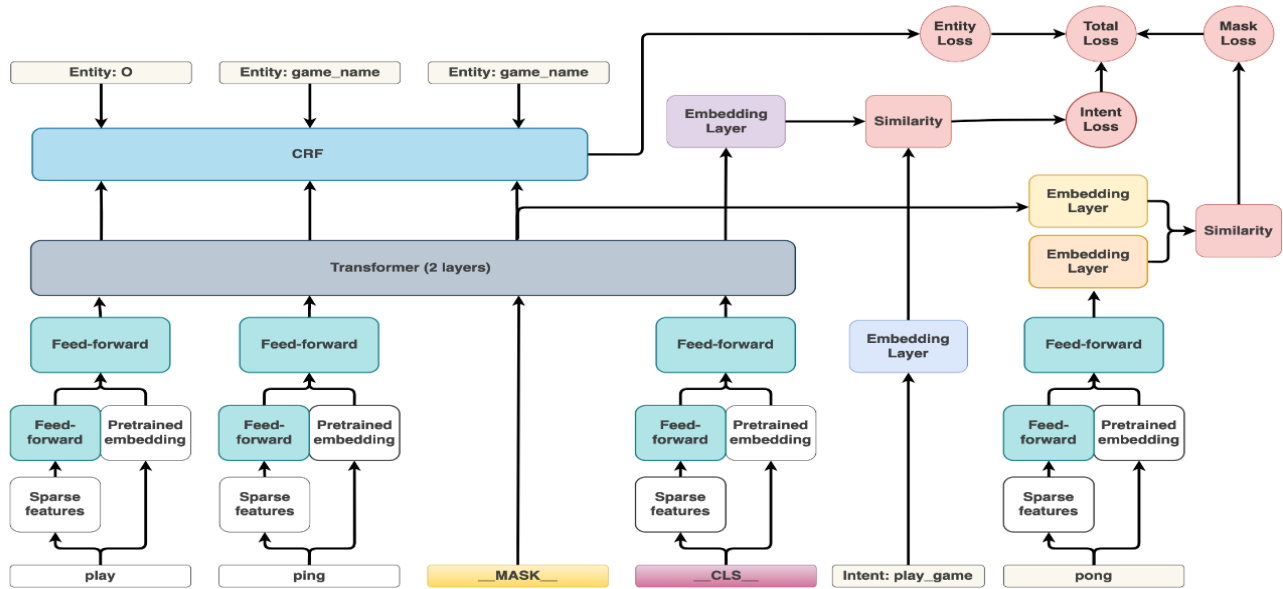 Entity
Loss
Total
Loss
Mask
Loss
Entity: O
Entity: game_name
Entity: game_name
Embedding
Layer
Similarity
Intent
Loss
CRF
Embedding
Layer
Similarity
Embedding
Layer
Transformer (2 layers)
Feed-forward
Feed-forward
Feed-forward
Embedding
Layer
Feed-forward
Feed-
forward
Pretrained
embedding
Feed-
forward
Pretrained
embedding
Feed-
forward
Pretrained
embedding
Feed-
forward
Pretrained
embedding
Sparse
features
Sparse
features
Sparse
features
Sparse
features
play
ping
__MASK__
__CLS__
Intent: play_game
pong